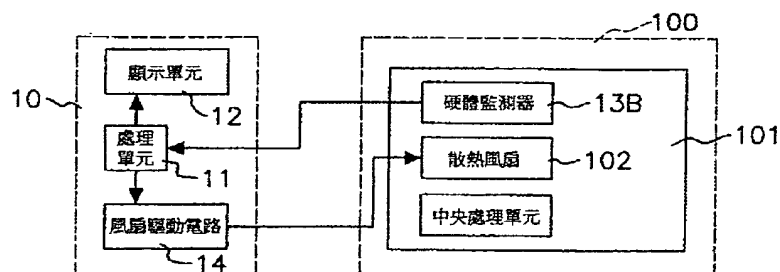 100
顯示單元
10
12
硬體監測器
13B
101
處理
單元
11
散熱風扇
102
中央處理單元
風扇驅動電路
14